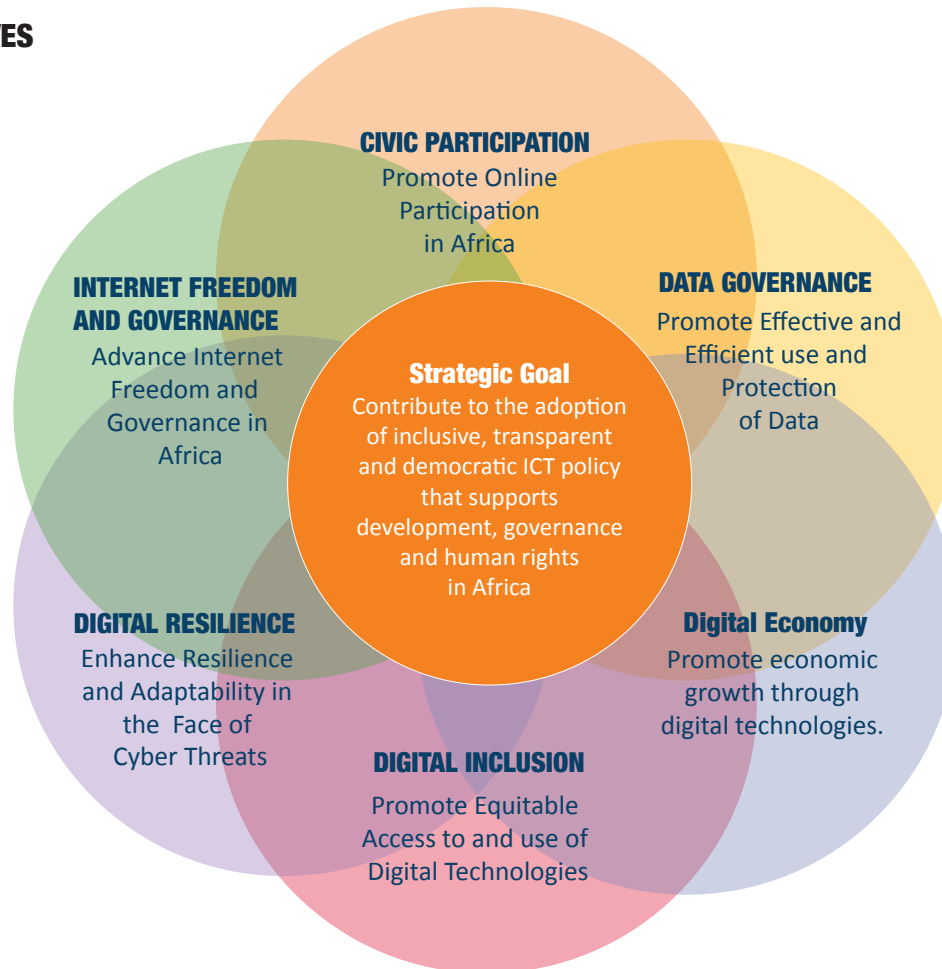 CIVIC PARTICIPATION
Promote Online
Participation
in Africa
DATA GOVERNANCE
Promote Effective and
Efficient use and
Protection
of Data
INTERNET FREEDOM
AND GOVERNANCE
Advance Internet
Freedom and
Governance in
Africa
Strategic Goal
Contribute to the adoption
of inclusive, transparent
and democratic ICT policy
that supports
development, governance
and human rights
in Africa
DIGITAL RESILIENCE
Enhance Resilience
and Adaptability in
the Face of
Cyber Threats
Digital Economy
Promote economic
growth through
digital technologies.
DIGITAL INCLUSION
Promote Equitable
Access to and use of
Digital Technologies